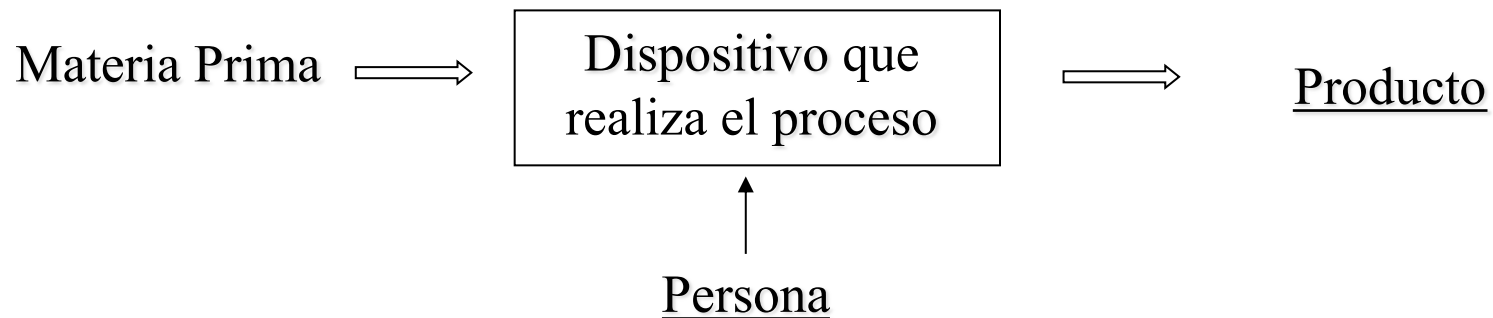 Materia Prima
Dispositivo que
realiza el proceso
Producto
Persona